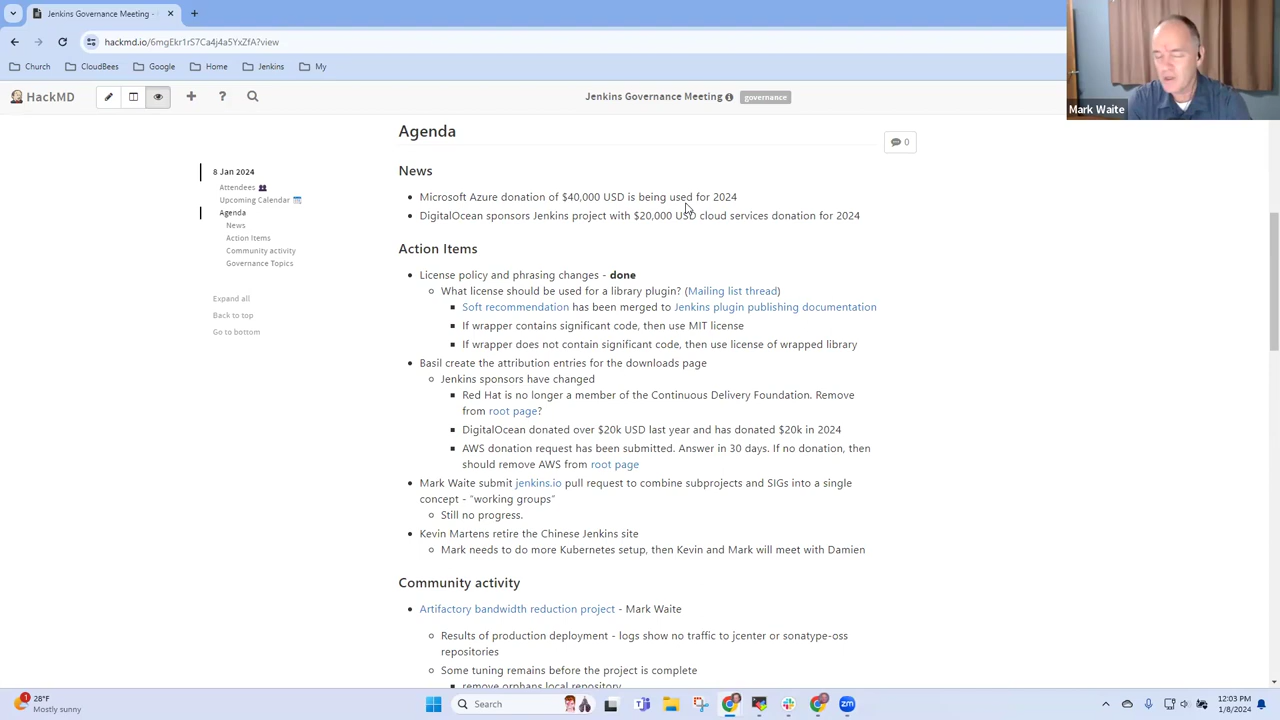 Jenkins Governance Meeting -
hackmd.io/6mgEkr1rS7Ca4j4a5YxZfA?view
Church
CloudBees
Google
Home
Jenkins
My
HackMD
Jenkins Governance Meeting
governance
Mark Waite
8 Jan 2024
Attendees
Upcoming Calendar
Agenda
News
Action Items
Community activity
Governance Topics
Expand all
Back to top
Go to bottom
Agenda
0
News
Microsoft Azure donation of $40,000 USD is being used for 2024
DigitalOcean sponsors Jenkins project with $20,000 USD cloud services donation for 2024
Action Items
License policy and phrasing changes - done
What license should be used for a library plugin? (Mailing list thread)
Soft recommendation has been merged to Jenkins plugin publishing documentation
If wrapper contains significant code, then use MIT license
If wrapper does not contain significant code, then use license of wrapped library
Basil create the attribution entries for the downloads page
Jenkins sponsors have changed
Red Hat is no longer a member of the Continuous Delivery Foundation. Remove
from root page?
DigitalOcean donated over $20k USD last year and has donated $20k in 2024
AWS donation request has been submitted. Answer in 30 days. If no donation, then
should remove AWS from root page
Mark Waite submit jenkins.io pull request to combine subprojects and SIGs into a single
concept - “working groups”
Still no progress.
Kevin Martens retire the Chinese Jenkins site
Mark needs to do more Kubernetes setup, then Kevin and Mark will meet with Damien
Community activity
Artifactory bandwidth reduction project - Mark Waite
Results of production deployment - logs show no traffic to jcenter or sonatype-oss
repositories
Some tuning remains before the project is complete
remove orphans local repository
1
28°F
Mostly sunny
Search
zm
12:03 PM
1/8/2024